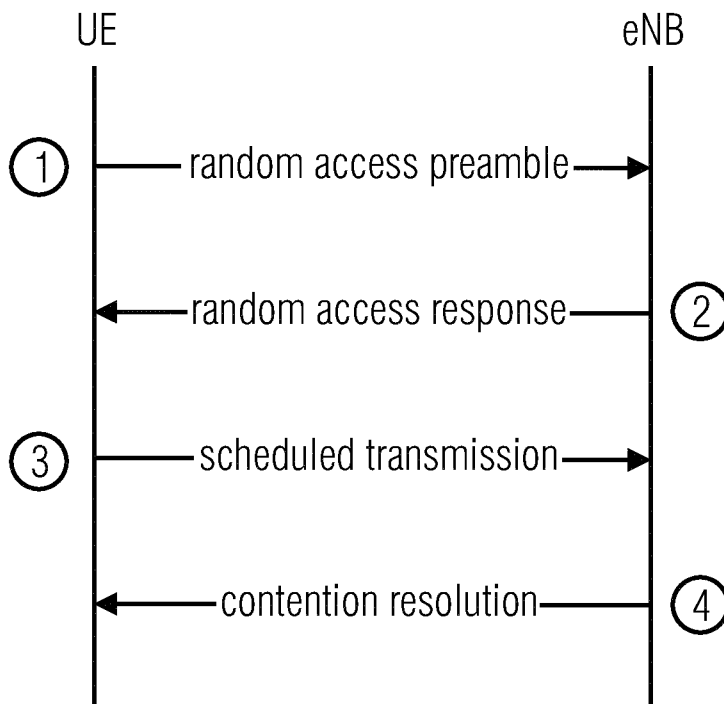 UE eNB
1 random access preamble
random access response 2
3 scheduled transmission
contention resolution 4